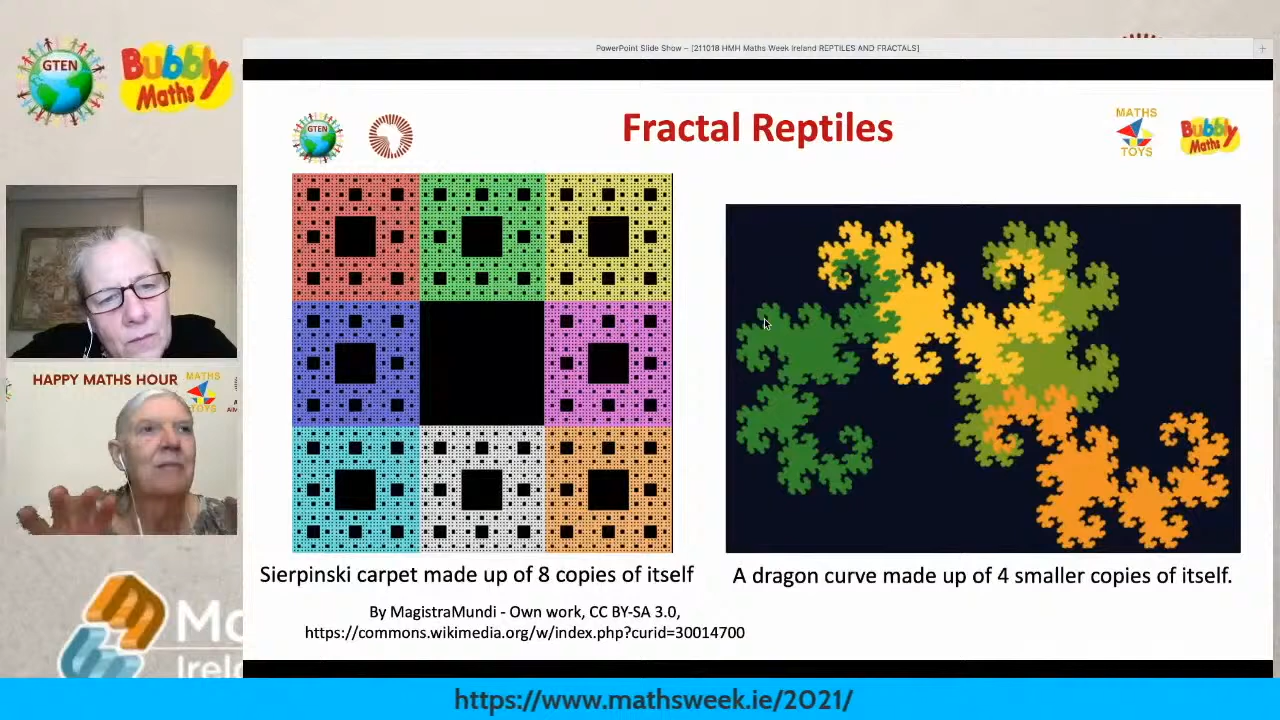 GTEN
Bubbly
Maths
PowerPoint Slide Show – [211018 HMH Maths Week Ireland REPTILES AND FRACTALS]
GTEN
Fractal Reptiles
MATHS
TOYS
Bubbly
Maths
HAPPY MATHS HOUR
MATHS
TOYS
Sierpinski carpet made up of 8 copies of itself
A dragon curve made up of 4 smaller copies of itself.
By MagistraMundi - Own work, CC BY-SA 3.0,
https://commons.wikimedia.org/w/index.php?curid=30014700
https://www.mathsweek.ie/2021/